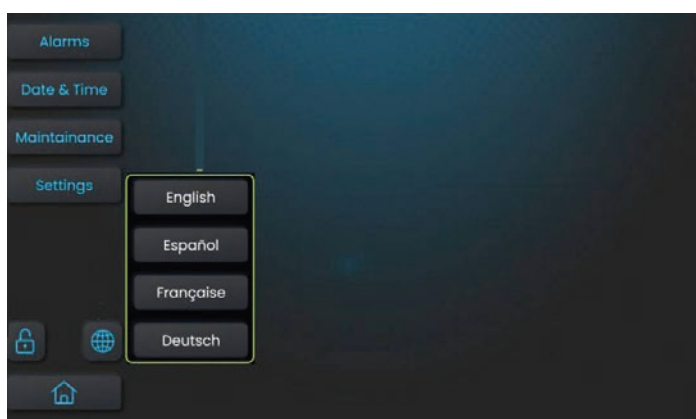 Alarms
Date & Time
Maintainance
Settings
English
Español
Française
Deutsch